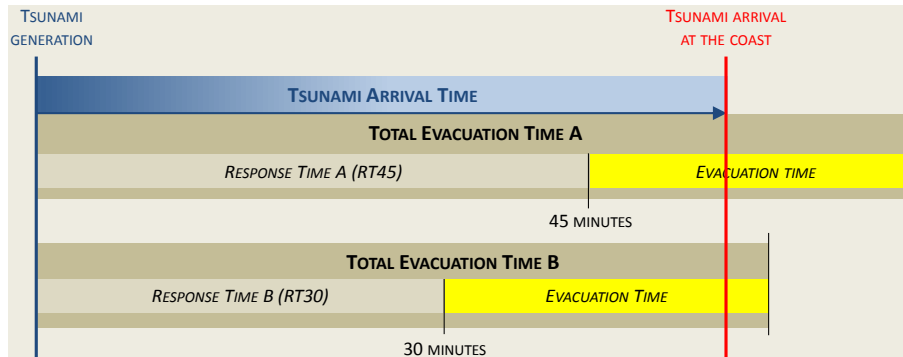 TSUNAMI
GENERATION
TSUNAMI ARRIVAL
AT THE COAST
TSUNAMI ARRIVAL TIME
TOTAL EVACUATION TIME A
RESPONSE TIME A (RT45)
EVACUATION TIME
45 MINUTES
TOTAL EVACUATION TIME B
RESPONSE TIME B (RT30)
EVACUATION TIME
30 MINUTES